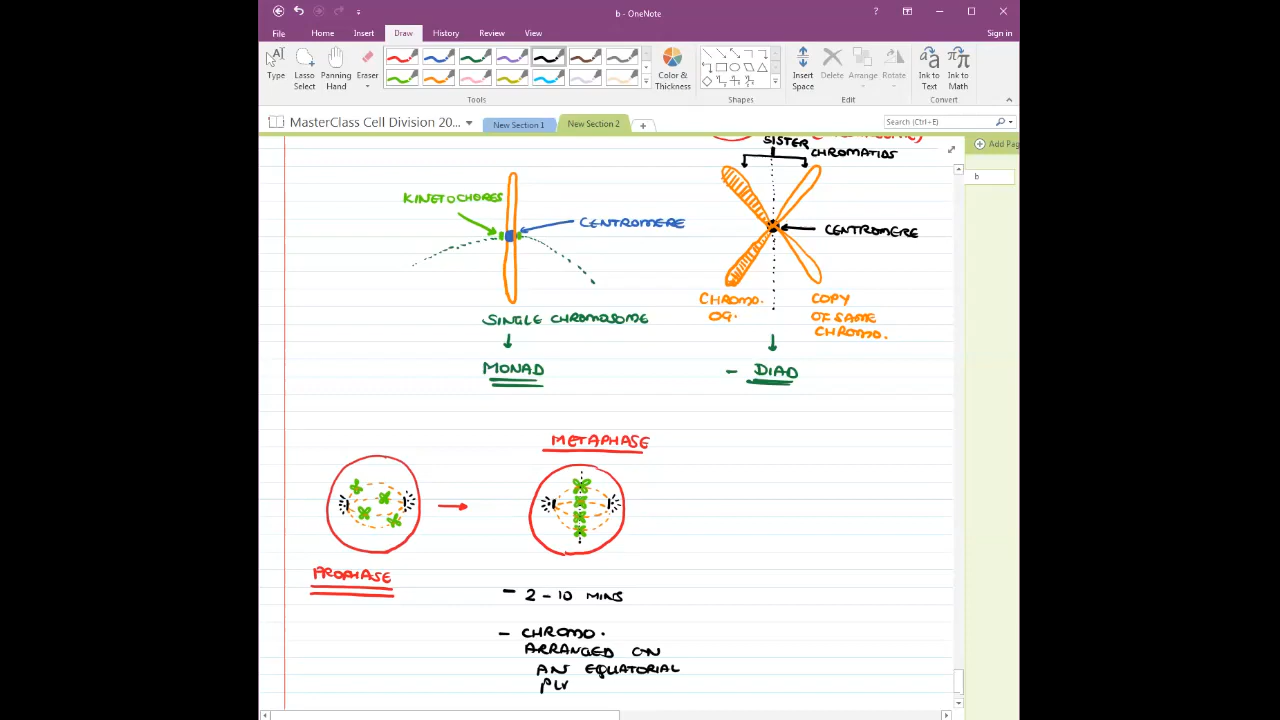 b - OneNote
?
File Home Insert Draw History Review View
Sign in
Type
Lasso Select
Panning Hand
Eraser
Color & Thickness
Insert Space
Delete
Arrange
Rotate
Ink to Text
Ink to Math
Tools
Shapes
Edit
Convert
MasterClass Cell Division 20...
New Section 1
New Section 2
Search (Ctrl+E)
Add Pag
b
SISTER
CHROMATIDS
KINETOCHORES
CENTROMERE
CENTROMERE
CHROMO.
OG.
COPY
OF SAME
CHROMO.
SINGLE CHROMOSOME
MONAD
- DIAD
METAPHASE
PROPHASE
- 2 - 10 MINS
- CHROMO.
ARRANGED ON
AN EQUATORIAL